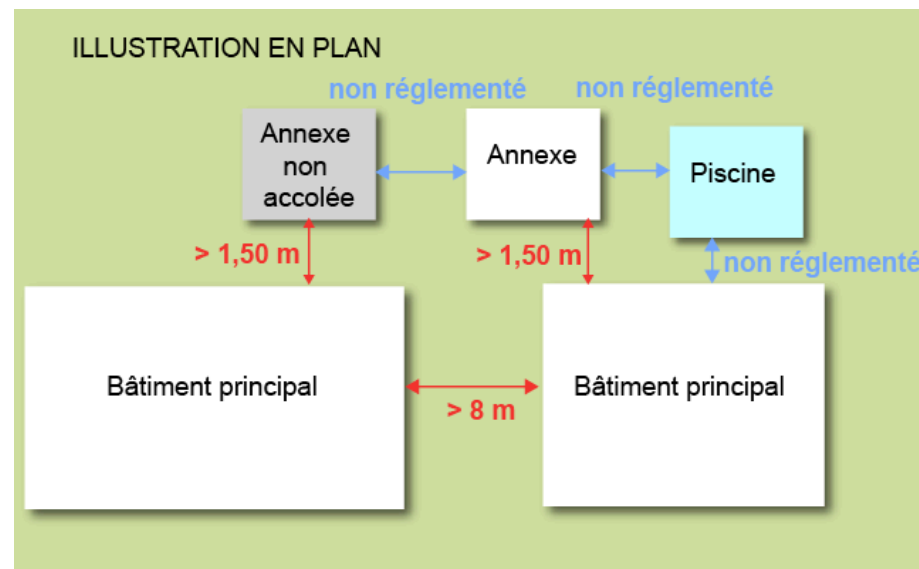 ILLUSTRATION EN PLAN
non réglementé
non réglementé
Annexe
non
accolée
Annexe
Piscine
> 1,50 m
> 1,50 m
non réglementé
Bâtiment principal
Bâtiment principal
> 8 m